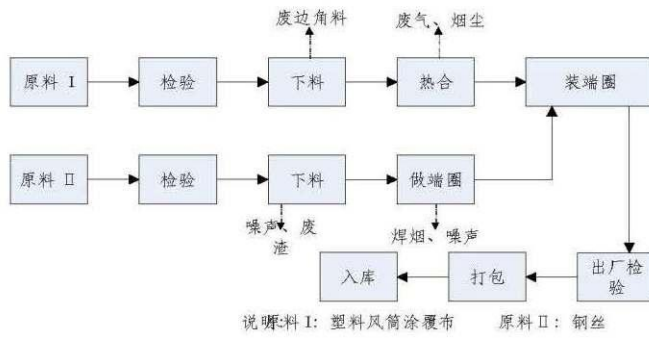 废边角料
废气、烟尘
原料 I
检验
下料
热合
装端圈
原料 II
检验
下料
做端圈
噪声、废
渣
焊烟、噪声
入库
打包
出厂检
验
说明:原料 I：塑料风筒涂覆布 原料 II：钢丝